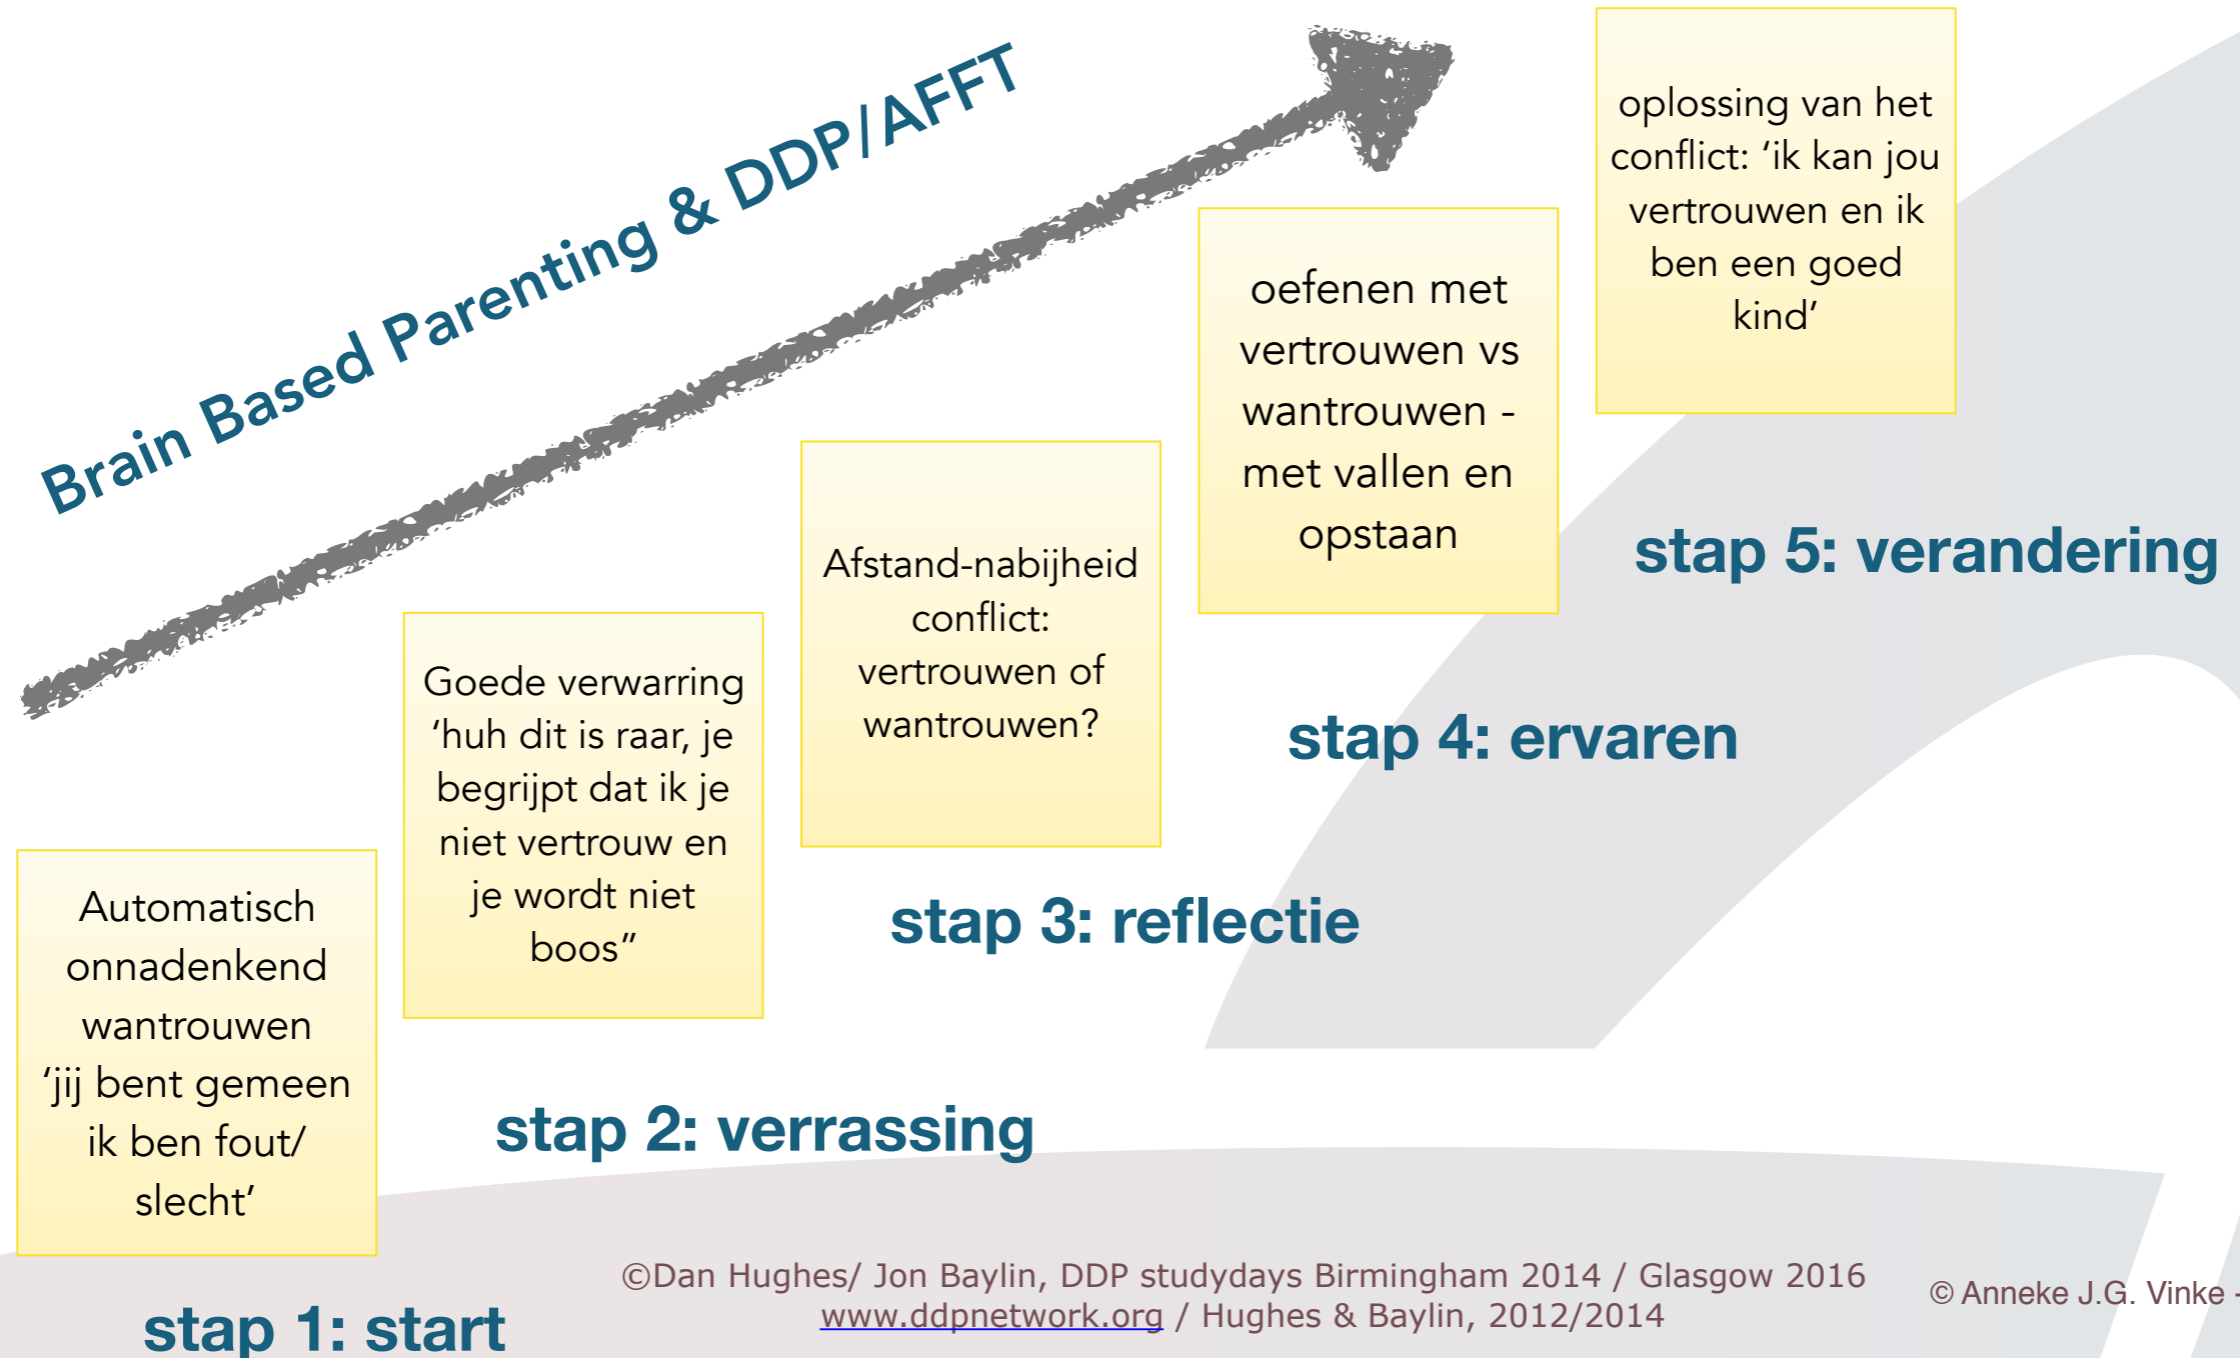 Brain Based Parenting & DDP/AFFT
Automatisch
onnadenkend
wantrouwen
‘jij bent gemeen
ik ben fout/
slecht’
stap 1: start
Goede verwarring
‘huh dit is raar, je
begrijpt dat ik je
niet vertrouw en
je wordt niet
boos”
stap 2: verrassing
Afstand-nabijheid
conflict:
vertrouwen of
wantrouwen?
stap 3: reflectie
oefenen met
vertrouwen vs
wantrouwen -
met vallen en
opstaan
stap 4: ervaren
oplossing van het
conflict: ‘ik kan jou
vertrouwen en ik
ben een goed
kind’
stap 5: verandering
©Dan Hughes/ Jon Baylin, DDP studydays Birmingham 2014 / Glasgow 2016
www.ddpnetwork.org / Hughes & Baylin, 2012/2014
© Anneke J.G. Vinke -